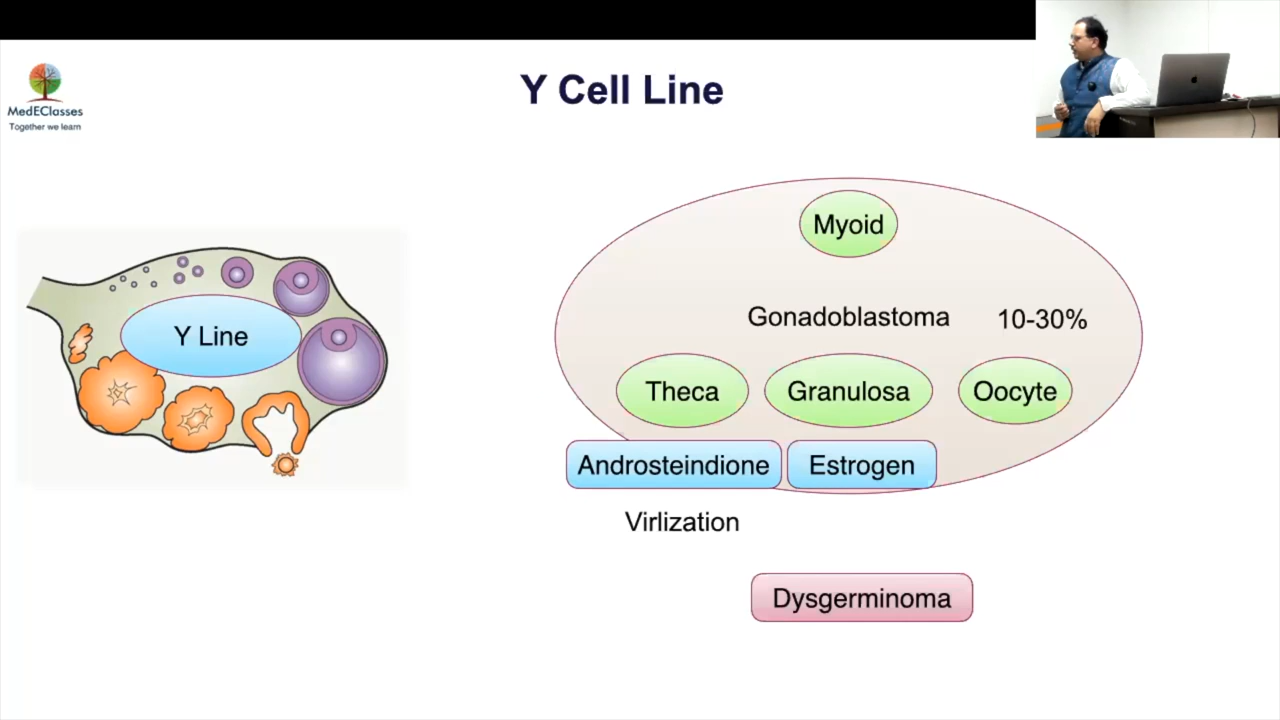 MedEClasses
Together we learn
Y Cell Line
Y Line
Myoid
Gonadoblastoma 10-30%
Theca Granulosa Oocyte
Androsteindione Estrogen
Virlization
Dysgerminoma